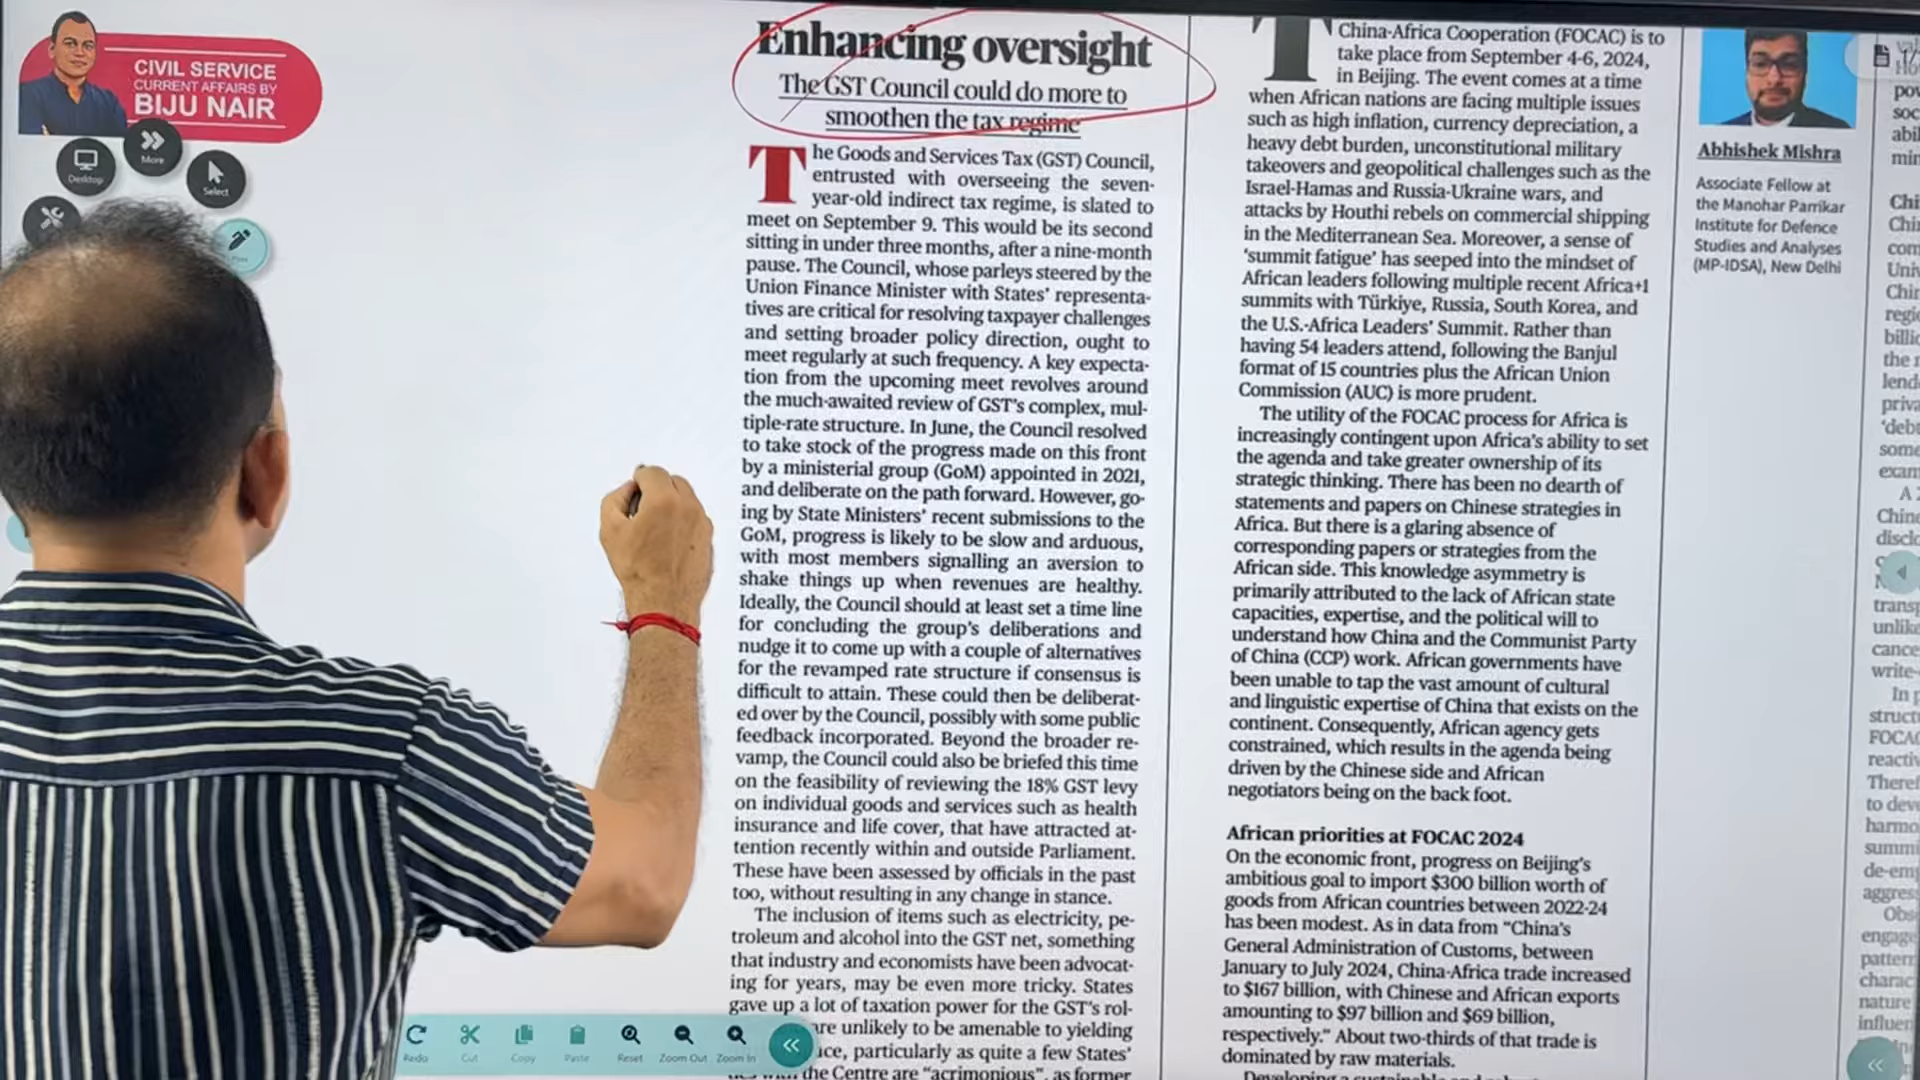 CIVIL SERVICE
CURRENT AFFAIRS BY
BIJU NAIR
Desktop
More
Select
Enhancing oversight
The GST Council could do more to
smoothen the tax regime
The Goods and Services Tax (GST) Council,
entrusted with overseeing the seven-
year-old indirect tax regime, is slated to
meet on September 9. This would be its second
sitting in under three months, after a nine-month
pause. The Council, whose parleys steered by the
Union Finance Minister with States’ representa-
tives are critical for resolving taxpayer challenges
and setting broader policy direction, ought to
meet regularly at such frequency. A key expecta-
tion from the upcoming meet revolves around
the much-awaited review of GST’s complex, mul-
tiple-rate structure. In June, the Council resolved
to take stock of the progress made on this front
by a ministerial group (GoM) appointed in 2021,
and deliberate on the path forward. However, go-
ing by State Ministers’ recent submissions to the
GoM, progress is likely to be slow and arduous,
with most members signalling an aversion to
shake things up when revenues are healthy.
Ideally, the Council should at least set a time line
for concluding the group’s deliberations and
nudge it to come up with a couple of alternatives
for the revamped rate structure if consensus is
difficult to attain. These could then be deliberat-
ed over by the Council, possibly with some public
feedback incorporated. Beyond the broader re-
vamp, the Council could also be briefed this time
on the feasibility of reviewing the 18% GST levy
on individual goods and services such as health
insurance and life cover, that have attracted at-
tention recently within and outside Parliament.
These have been assessed by officials in the past
too, without resulting in any change in stance.
The inclusion of items such as electricity, pe-
troleum and alcohol into the GST net, something
that industry and economists have been advocat-
ing for years, may be even more tricky. States
gave up a lot of taxation power for the GST’s rol-
are unlikely to be amenable to yielding
particularly as quite a few States’
the Centre are “acrimonious”, as former
China-Africa Cooperation (FOCAC) is to
take place from September 4-6, 2024,
in Beijing. The event comes at a time
when African nations are facing multiple issues
such as high inflation, currency depreciation, a
heavy debt burden, unconstitutional military
takeovers and geopolitical challenges such as the
Israel-Hamas and Russia-Ukraine wars, and
attacks by Houthi rebels on commercial shipping
in the Mediterranean Sea. Moreover, a sense of
‘summit fatigue’ has seeped into the mindset of
African leaders following multiple recent Africa+1
summits with Türkiye, Russia, South Korea, and
the U.S.-Africa Leaders’ Summit. Rather than
having 54 leaders attend, following the Banjul
format of 15 countries plus the African Union
Commission (AUC) is more prudent.
The utility of the FOCAC process for Africa is
increasingly contingent upon Africa’s ability to set
the agenda and take greater ownership of its
strategic thinking. There has been no dearth of
statements and papers on Chinese strategies in
Africa. But there is a glaring absence of
corresponding papers or strategies from the
African side. This knowledge asymmetry is
primarily attributed to the lack of African state
capacities, expertise, and the political will to
understand how China and the Communist Party
of China (CCP) work. African governments have
been unable to tap the vast amount of cultural
and linguistic expertise of China that exists on the
continent. Consequently, African agency gets
constrained, which results in the agenda being
driven by the Chinese side and African
negotiators being on the back foot.
African priorities at FOCAC 2024
On the economic front, progress on Beijing’s
ambitious goal to import $300 billion worth of
goods from African countries between 2022-24
has been modest. As in data from “China’s
General Administration of Customs, between
January to July 2024, China-Africa trade increased
to $167 billion, with Chinese and African exports
amounting to $97 billion and $69 billion,
respectively.” About two-thirds of that trade is
dominated by raw materials.
Abhishek Mishra
Associate Fellow at
the Manohar Parrikar
Institute for Defence
Studies and Analyses
(MP-IDSA), New Delhi
Redo
Cut
Copy
Paste
Reset
Zoom Out
Zoom In